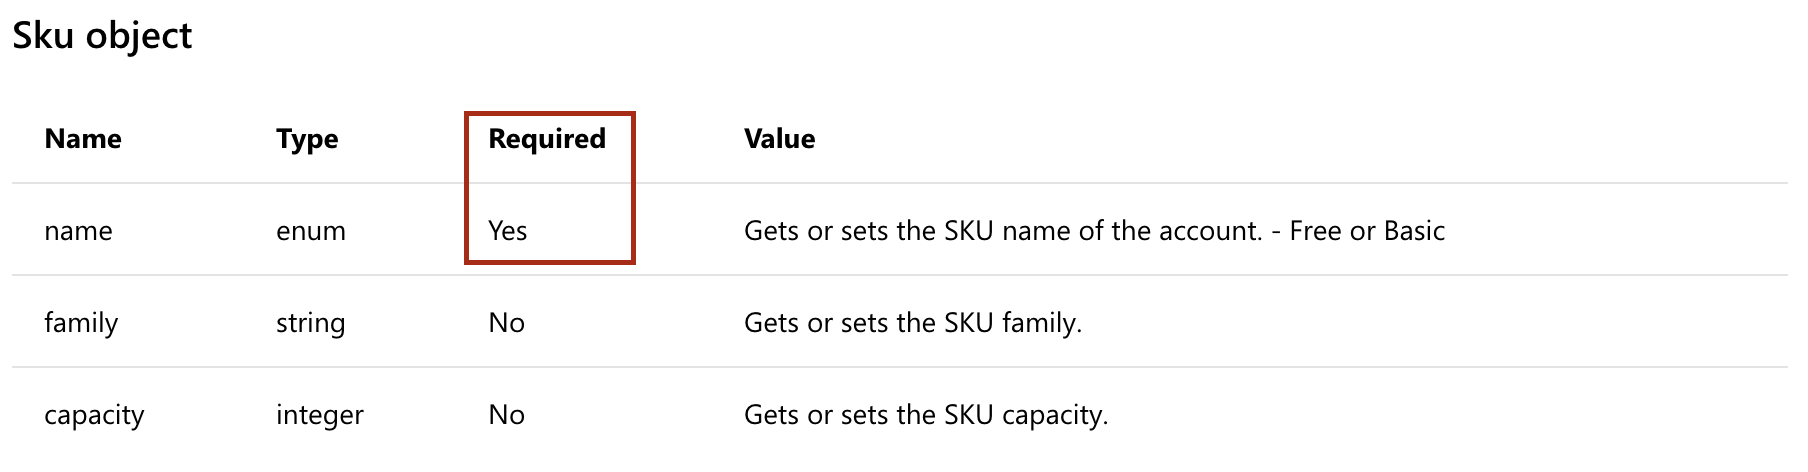 Sku object
Name Type Required Value
name enum Yes Gets or sets the SKU name of the account. - Free or Basic
family string No Gets or sets the SKU family.
capacity integer No Gets or sets the SKU capacity.